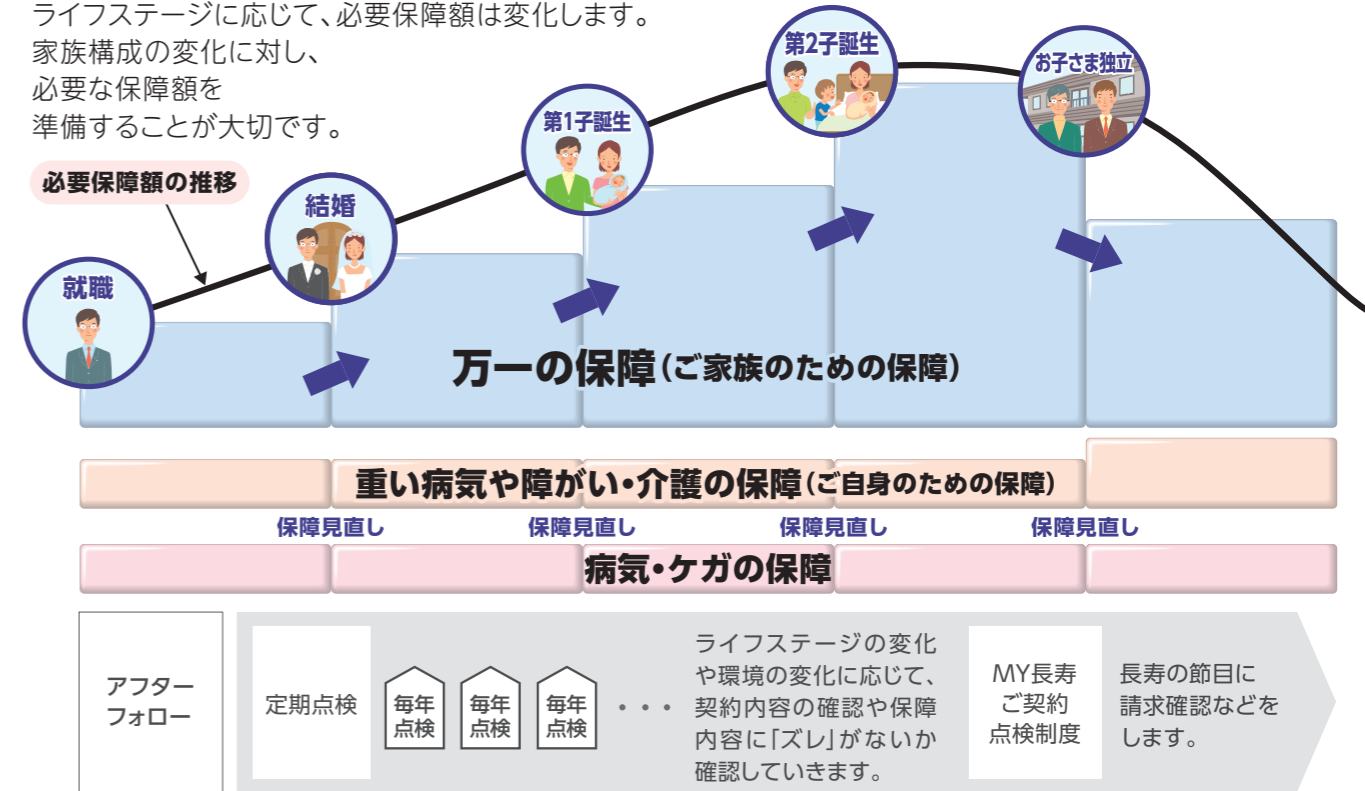 ライフステージに応じて、必要保障額は変化します。
家族構成の変化に対し、
必要な保障額を
準備することが大切です。
必要保障額の推移
就職
結婚
第1子誕生
第2子誕生
お子さま独立
万一の保障(ご家族のための保障)
重い病気や障がい・介護の保障(ご自身のための保障)
保障見直し
保障見直し
保障見直し
保障見直し
病気・ケガの保障
アフター
フォロー
定期点検
毎年
点検
毎年
点検
毎年
点検
・・・
ライフステージの変化
や環境の変化に応じて、
契約内容の確認や保障
内容に「ズレ」がないか
確認していきます。
MY長寿
ご契約
点検制度
長寿の節目に
請求確認などを
します。